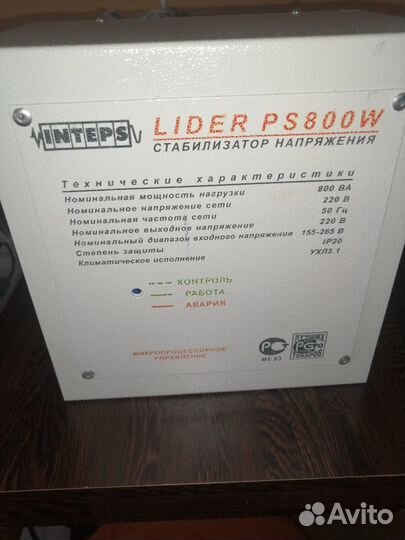 INTEPS
LIDER PS800W
СТАБИЛИЗАТОР НАПРЯЖЕНИЯ
Технические характеристики
Номинальная мощность нагрузки 800 ВА
Номинальное напряжение сети 220 В
Номинальная частота сети 50 Гц
Номинальное выходное напряжение 220 В
Номинальный диапазон входного напряжения 155-265 В
Степень защиты IP20
Климатическое исполнение УХЛ3.1
КОНТРОЛЬ
РАБОТА
АВАРИЯ
МИКРОПРОЦЕССОРНОЕ
УПРАВЛЕНИЕ
МЕ 83
ЛУЧШИХ
ТОВАРОВ
Avito